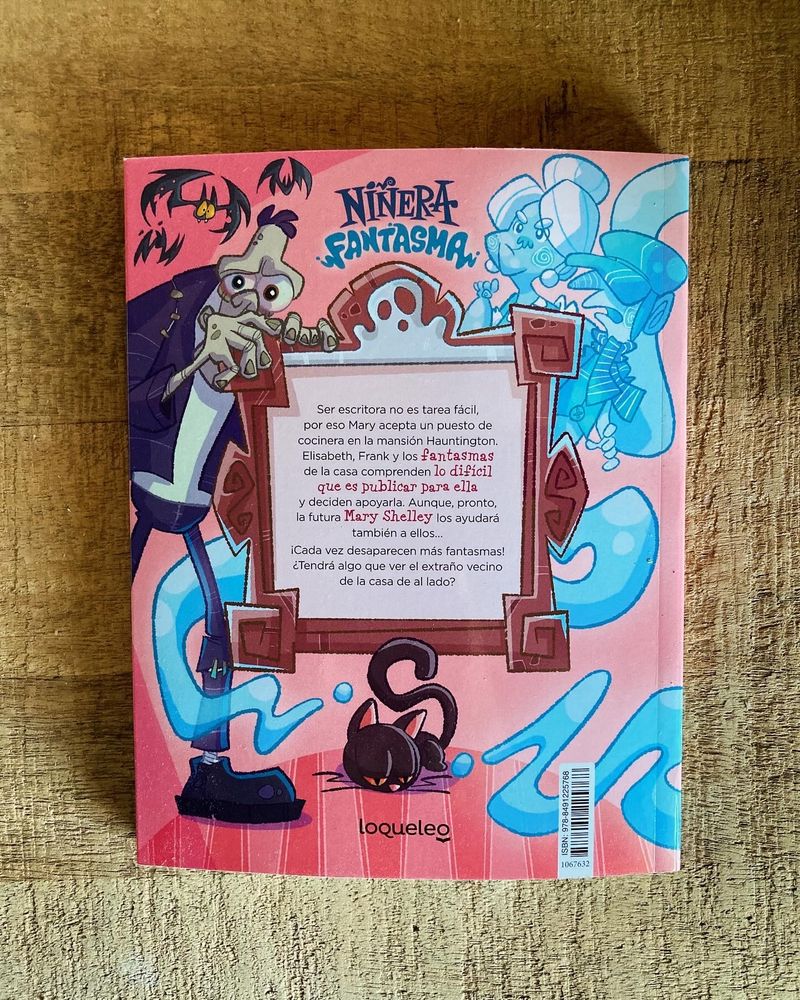 NIÑERA
FANTASMA
Ser escritora no es tarea fácil,
por eso Mary acepta un puesto de
cocinera en la mansión Hauntington.
Elisabeth, Frank y los fantasmas
de la casa comprenden lo difícil
que es publicar para ella
y deciden apoyarla. Aunque, pronto,
la futura Mary Shelley los ayudará
también a ellos...
¡Cada vez desaparecen más fantasmas!
¿Tendrá algo que ver el extraño vecino
de la casa de al lado?
loqueleo
ISBN: 978-8491225768
1067632